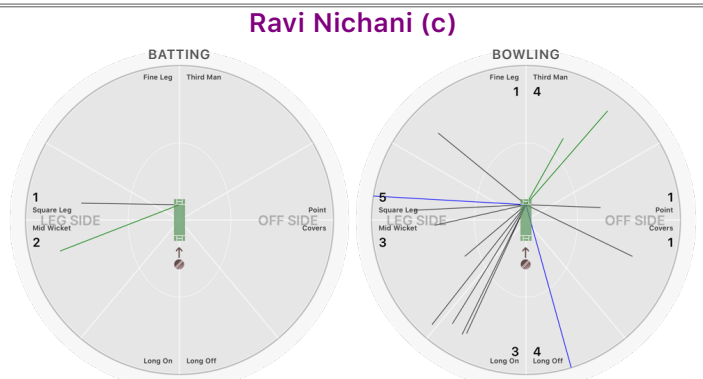 Ravi Nichani (c)
BATTING
Fine Leg Third Man
1
Square Leg
LEG SIDE
Mid Wicket
2
Point
OFF SIDE
Covers
Long On Long Off
BOWLING
Fine Leg Third Man
1 4
5
Square Leg
LEG SIDE
Mid Wicket
3
1
Point
OFF SIDE
Covers
1
3 4
Long On Long Off